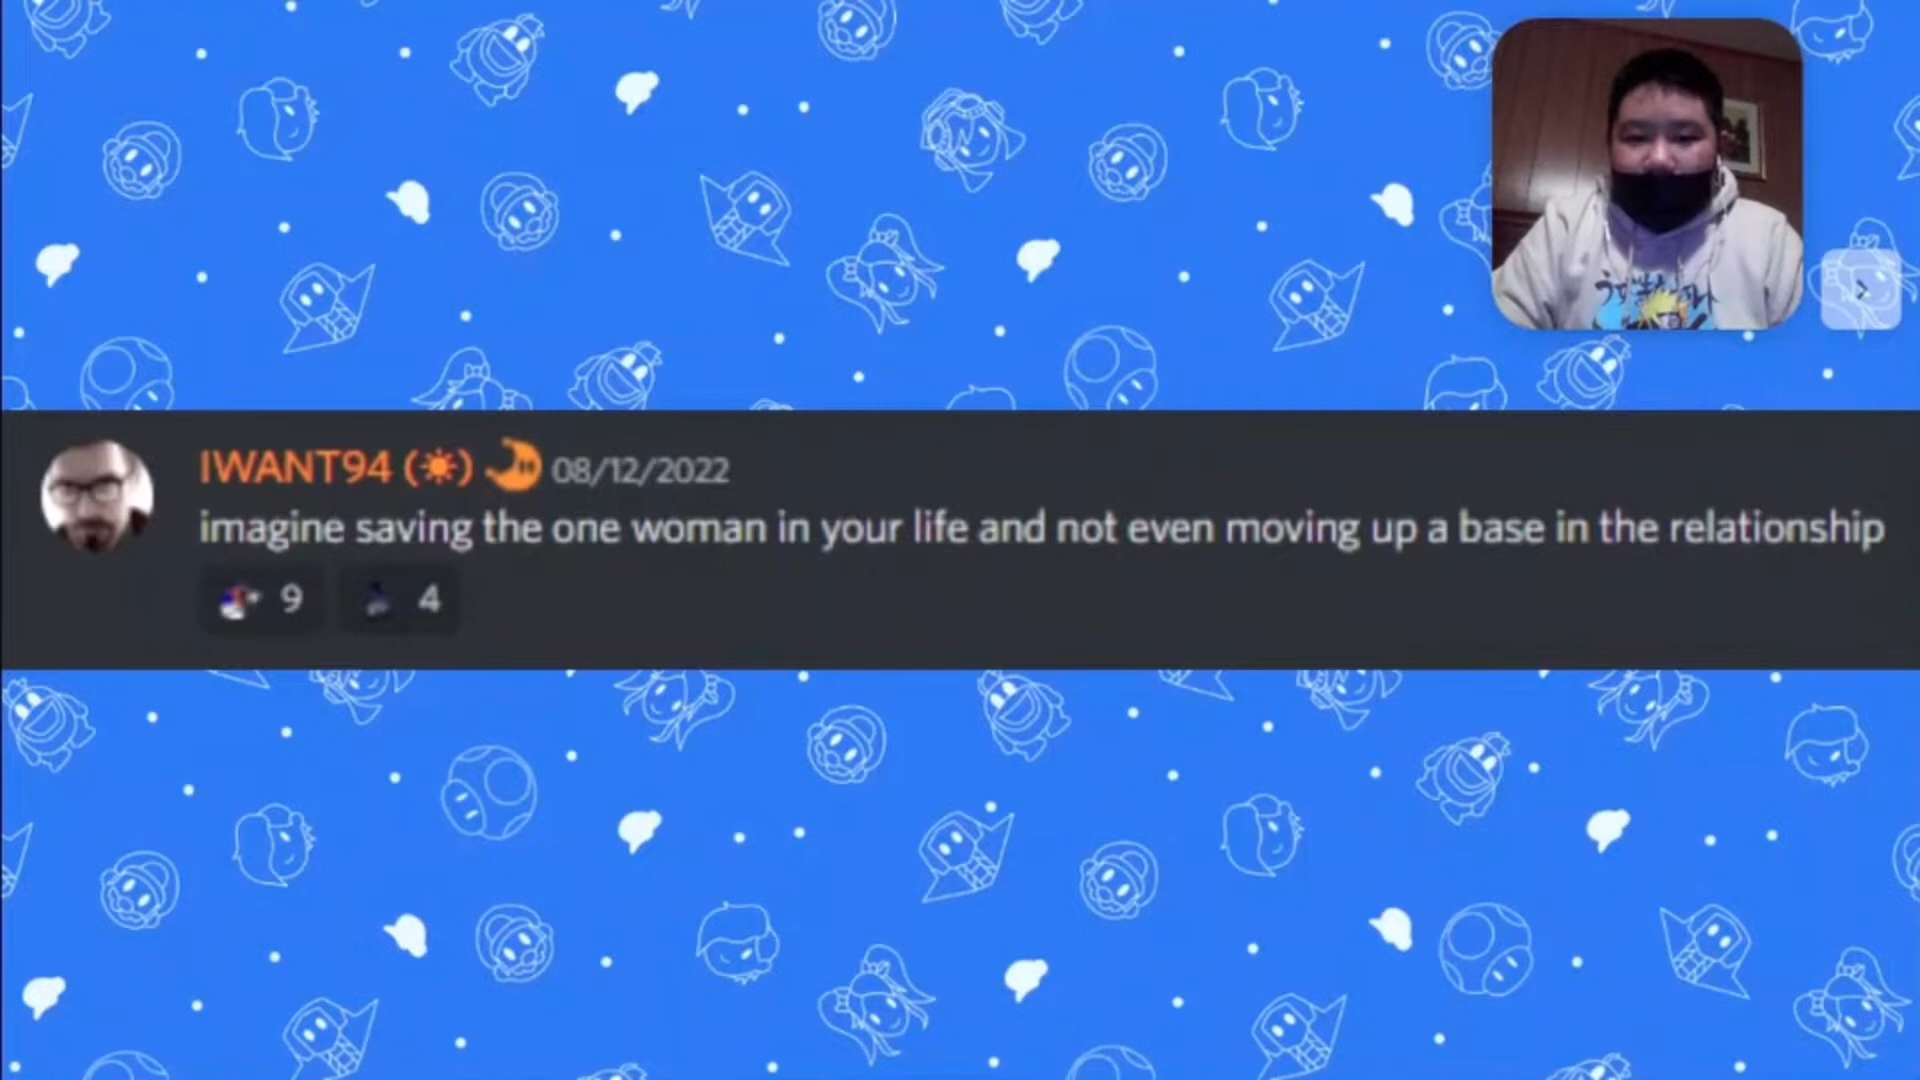 IWANT94 (☀) 08/12/2022
imagine saving the one woman in your life and not even moving up a base in the relationship
9 4